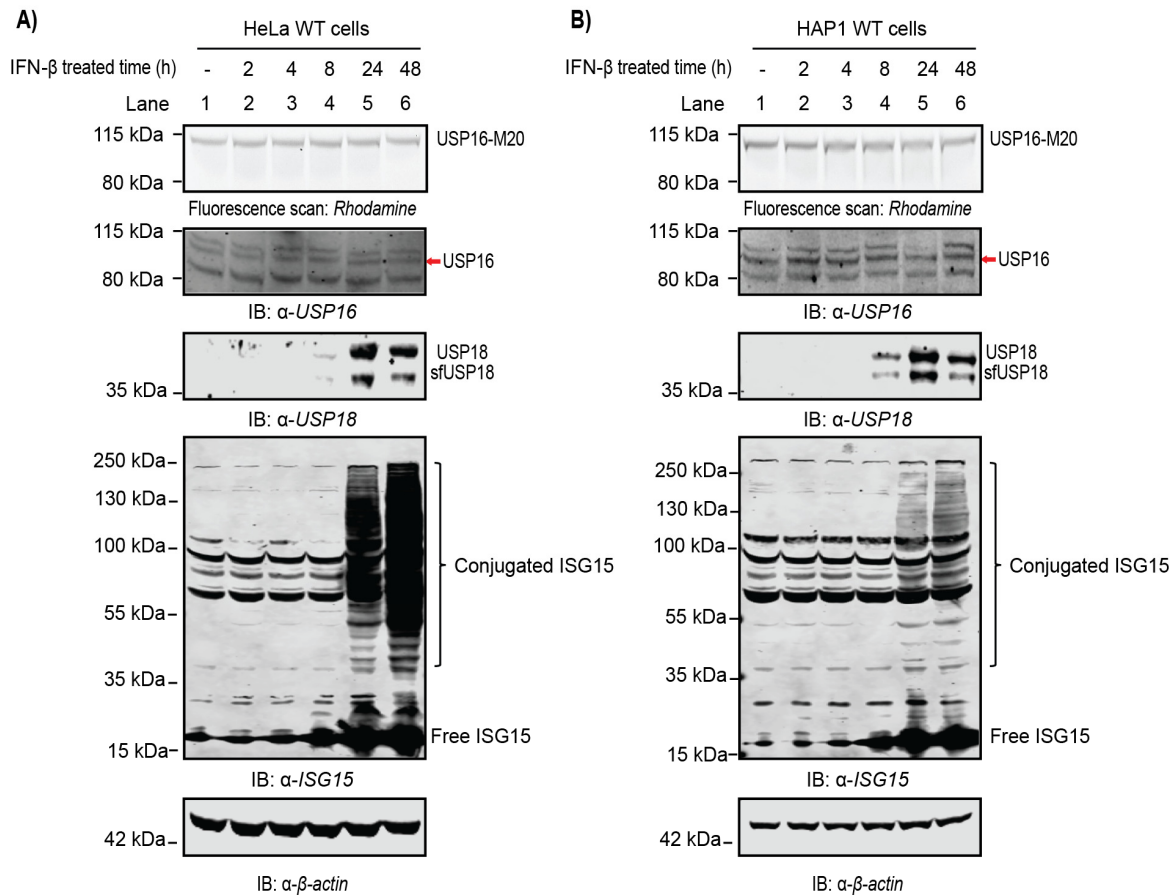 A)
HeLa WT cells
IFN-β treated time (h) - 2 4 8 24 48
Lane 1 2 3 4 5 6
115 kDa
USP16-M20
80 kDa
Fluorescence scan: Rhodamine
115 kDa
USP16
80 kDa
IB: α-USP16
USP18
sfUSP18
35 kDa
IB: α-USP18
250 kDa
130 kDa
100 kDa
Conjugated ISG15
55 kDa
35 kDa
Free ISG15
15 kDa
IB: α-ISG15
42 kDa
IB: α-β-actin
B)
HAP1 WT cells
IFN-β treated time (h) - 2 4 8 24 48
Lane 1 2 3 4 5 6
115 kDa
USP16-M20
80 kDa
Fluorescence scan: Rhodamine
115 kDa
USP16
80 kDa
IB: α-USP16
USP18
sfUSP18
35 kDa
IB: α-USP18
250 kDa
130 kDa
100 kDa
Conjugated ISG15
55 kDa
35 kDa
Free ISG15
15 kDa
IB: α-ISG15
42 kDa
IB: α-β-actin